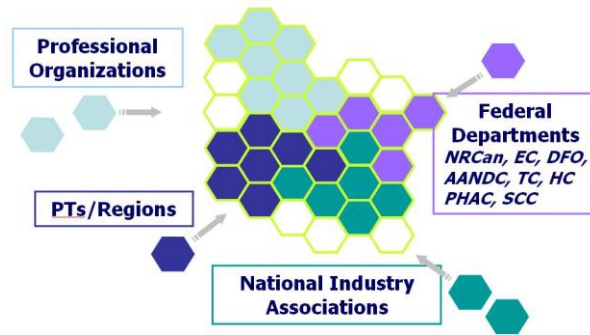 Professional
Organizations
Federal
Departments
NRCan, EC, DFO,
AANDC, TC, HC
PHAC, SCC
PTs/Regions
National Industry
Associations